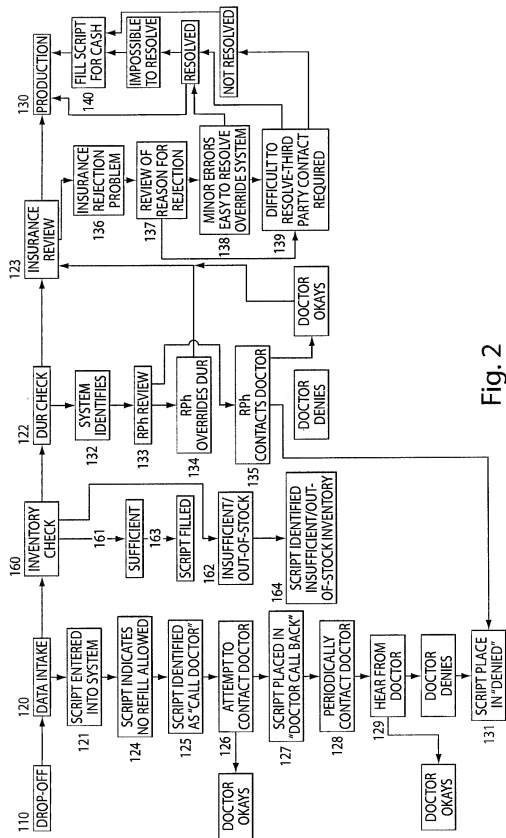 110
DROP-OFF
120
DATA INTAKE
121
SCRIPT ENTERED
INTO SYSTEM
124
SCRIPT INDICATES
NO REFILL ALLOWED
125
SCRIPT IDENTIFIED
AS "CALL DOCTOR"
126
ATTEMPT TO
CONTACT DOCTOR
DOCTOR
OKAYS
127
SCRIPT PLACED IN
"DOCTOR CALL BACK"
128
PERIODICALLY
CONTACT DOCTOR
129
HEAR FROM
DOCTOR
DOCTOR
OKAYS
DOCTOR
DENIES
131
SCRIPT PLACE
IN "DENIED"
160
INVENTORY
CHECK
161
SUFFICIENT
163
SCRIPT FILLED
162
INSUFFICIENT/
OUT-OF-STOCK
164
SCRIPT IDENTIFIED
INSUFFICIENT/OUT-
OF-STOCK INVENTORY
122
DUR CHECK
132
SYSTEM
IDENTIFIES
133
RPh REVIEW
134
RPh
OVERRIDES DUR
135
RPh
CONTACTS DOCTOR
DOCTOR
DENIES
DOCTOR
OKAYS
123
INSURANCE
REVIEW
136
INSURANCE
REJECTION
PROBLEM
137
REVIEW OF
REASON FOR
REJECTION
138
MINOR ERRORS
EASY TO RESOLVE
OVERRIDE SYSTEM
139
DIFFICULT TO
RESOLVE-THIRD
PARTY CONTACT
REQUIRED
130
PRODUCTION
140
FILL SCRIPT
FOR CASH
IMPOSSIBLE
TO RESOLVE
RESOLVED
NOT RESOLVED
Fig. 2